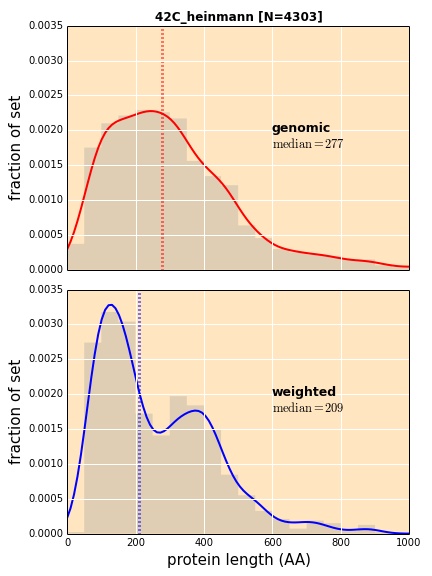 42C_heinmann [N=4303]
0.0035
0.0030
0.0025
0.0020
0.0015
0.0010
0.0005
0.0000
fraction of set
genomic
median = 277
0.0035
0.0030
0.0025
0.0020
0.0015
0.0010
0.0005
0.0000
fraction of set
weighted
median = 209
0 200 400 600 800 1000
protein length (AA)